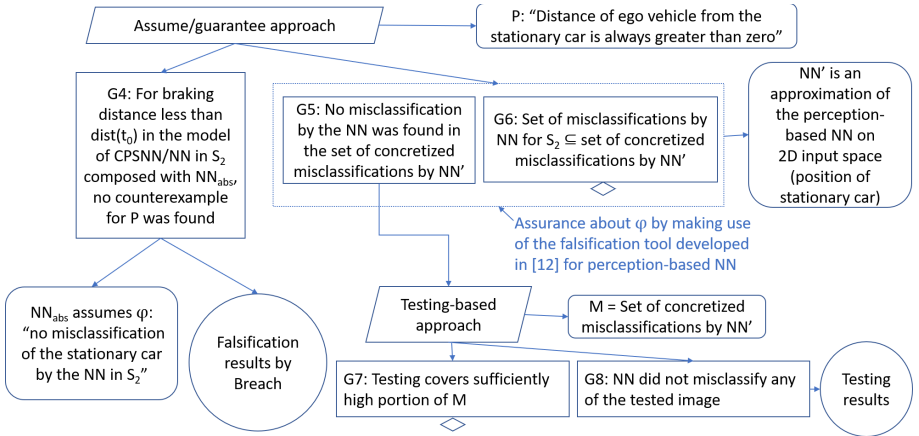 Assume/guarantee approach
P: “Distance of ego vehicle from the
stationary car is always greater than zero”
G4: For braking
distance less than
dist(t₀) in the model
of CPSNN/NN in S₂
composed with NNabs,
no counterexample
for P was found
G5: No misclassification
by the NN was found in
the set of concretized
misclassifications by NN’
G6: Set of misclassifications by
NN for S₂ ⊆ set of concretized
misclassifications by NN’
NN’ is an
approximation of
the perception-
based NN on
2D input space
(position of
stationary car)
Assurance about φ by making use
of the falsification tool developed
in [12] for perception-based NN
NNabs assumes φ:
“no misclassification
of the stationary car
by the NN in S₂”
Falsification
results by
Breach
Testing-based
approach
M = Set of concretized
misclassifications by NN’
G7: Testing covers sufficiently
high portion of M
G8: NN did not misclassify any
of the tested image
Testing
results